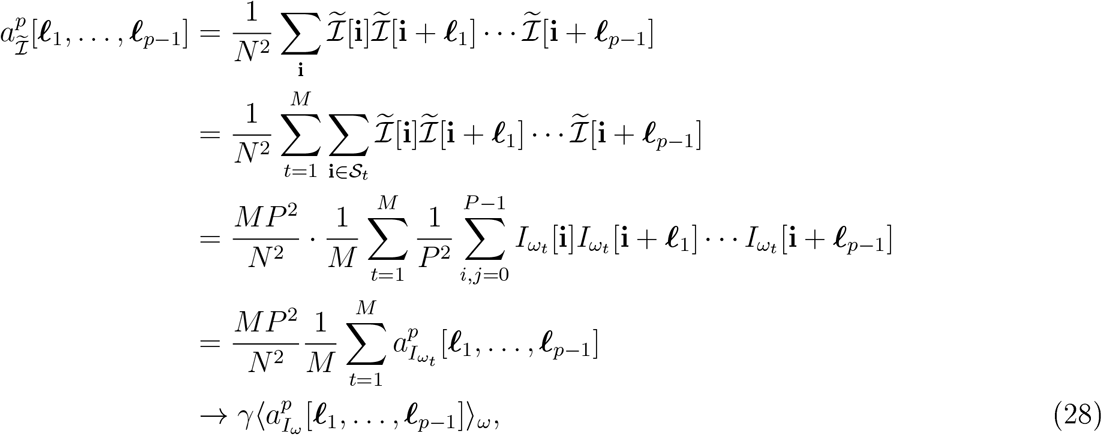 $a^p_{\widetilde{\mathcal{I}}}[\boldsymbol{\ell}_1, \ldots, \boldsymbol{\ell}_{p-1}] = \frac{1}{N^2} \sum_{\mathbf{i}} \widetilde{\mathcal{I}}[\mathbf{i}]\widetilde{\mathcal{I}}[\mathbf{i} + \boldsymbol{\ell}_1] \cdots \widetilde{\mathcal{I}}[\mathbf{i} + \boldsymbol{\ell}_{p-1}]$
$= \frac{1}{N^2} \sum_{t=1}^{M} \sum_{\mathbf{i} \in \mathcal{S}_t} \widetilde{\mathcal{I}}[\mathbf{i}]\widetilde{\mathcal{I}}[\mathbf{i} + \boldsymbol{\ell}_1] \cdots \widetilde{\mathcal{I}}[\mathbf{i} + \boldsymbol{\ell}_{p-1}]$
$= \frac{MP^2}{N^2} \cdot \frac{1}{M} \sum_{t=1}^{M} \frac{1}{P^2} \sum_{i,j=0}^{P-1} I_{\omega_t}[\mathbf{i}] I_{\omega_t}[\mathbf{i} + \boldsymbol{\ell}_1] \cdots I_{\omega_t}[\mathbf{i} + \boldsymbol{\ell}_{p-1}]$
$= \frac{MP^2}{N^2} \frac{1}{M} \sum_{t=1}^{M} a^p_{I_{\omega_t}}[\boldsymbol{\ell}_1, \ldots, \boldsymbol{\ell}_{p-1}]$
$\to \gamma \langle a^p_{I_\omega}[\boldsymbol{\ell}_1, \ldots, \boldsymbol{\ell}_{p-1}] \rangle_\omega,$ (28)